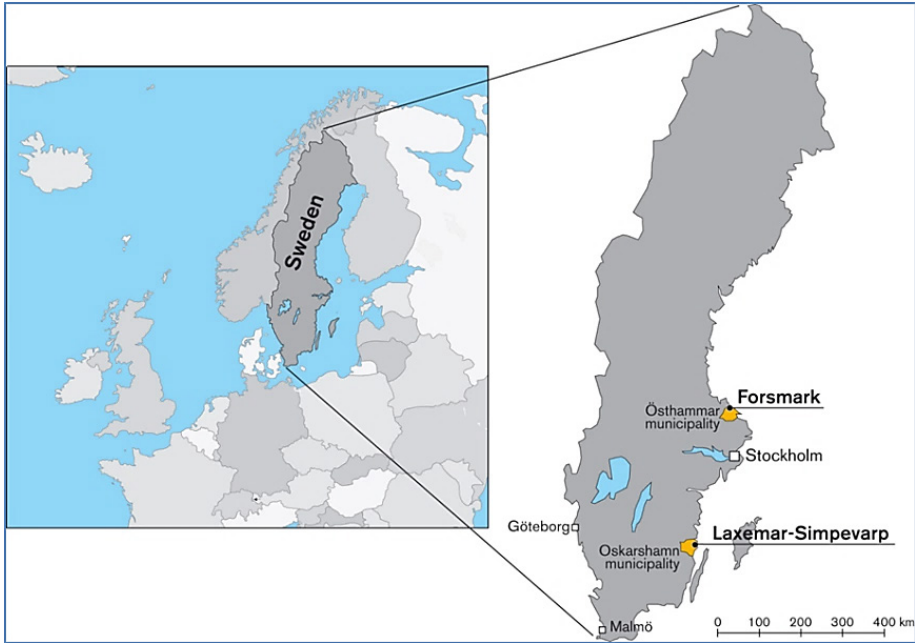 Sweden
Forsmark
Östhammar
municipality
Stockholm
Göteborg
Laxemar-Simpevarp
Oskarshamn
municipality
Malmö
0 100 200 300 400 km